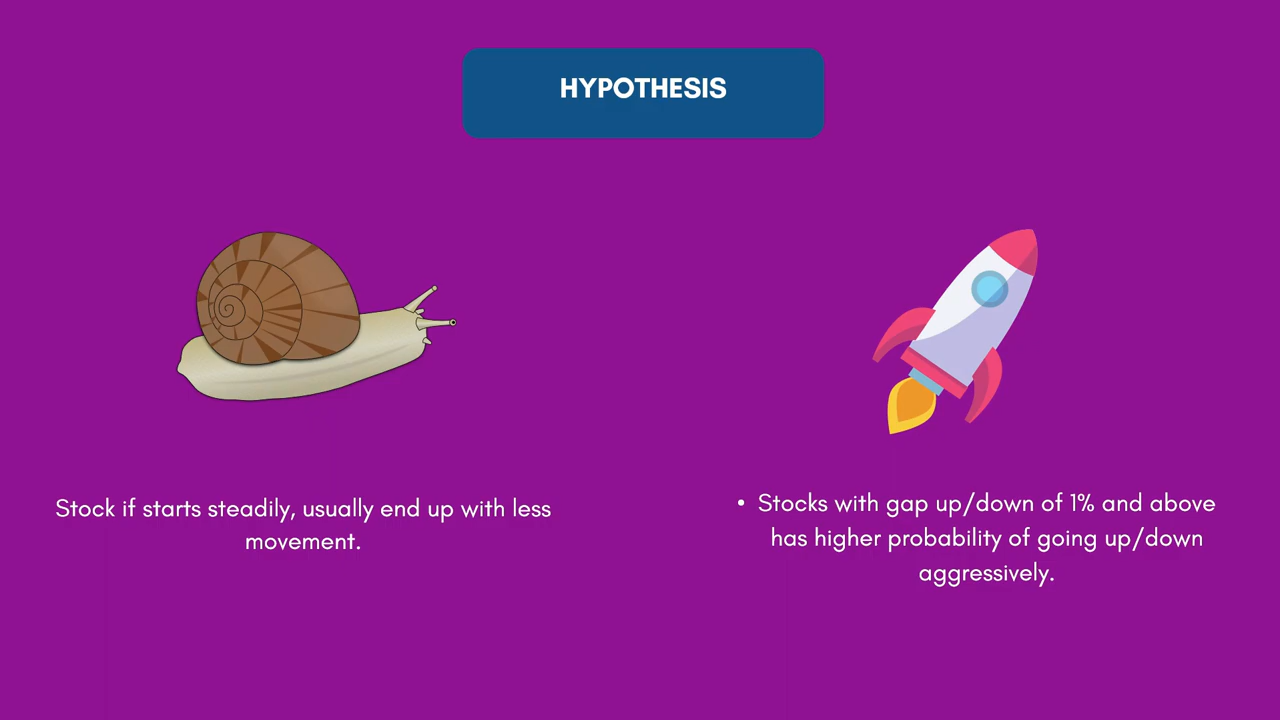 HYPOTHESIS
Stock if starts steadily, usually end up with less
movement.
• Stocks with gap up/down of 1% and above
has higher probability of going up/down
aggressively.